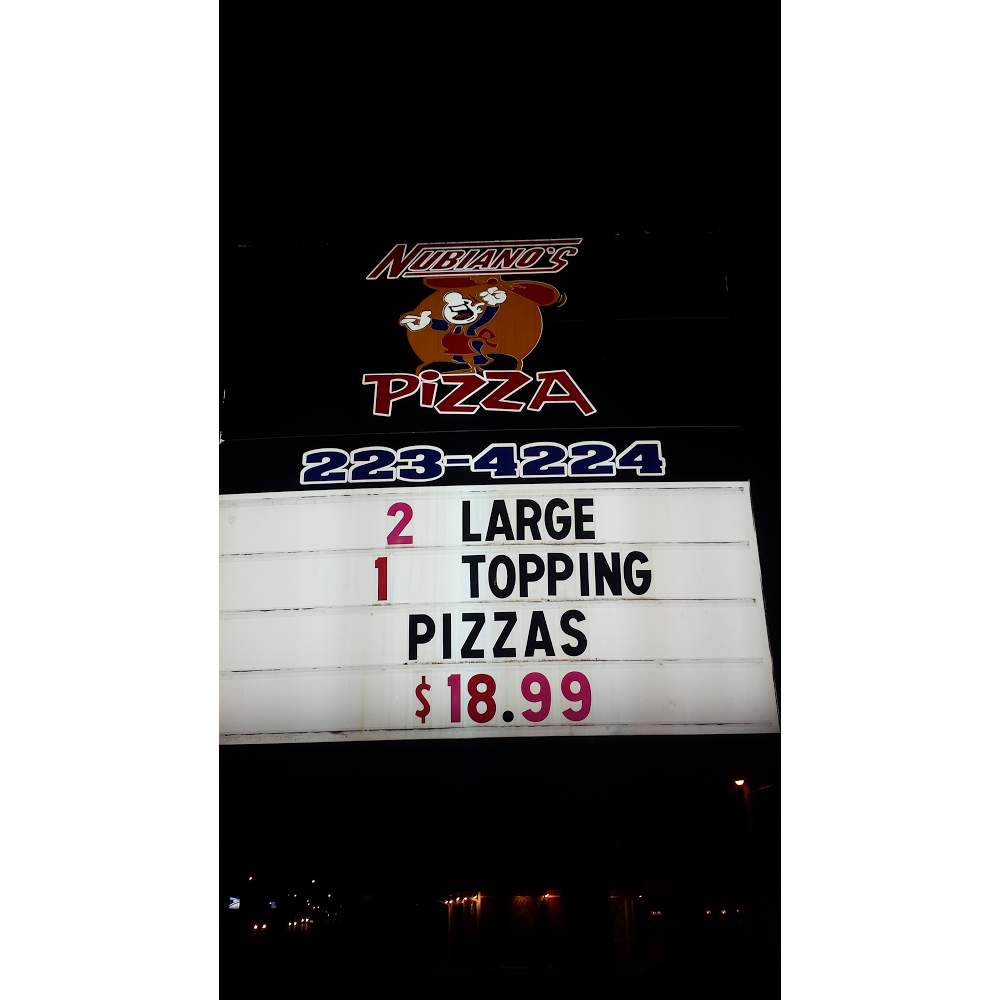 NUBIANO'S
PIZZA
223-4224
2 LARGE
1 TOPPING
PIZZAS
$18.99